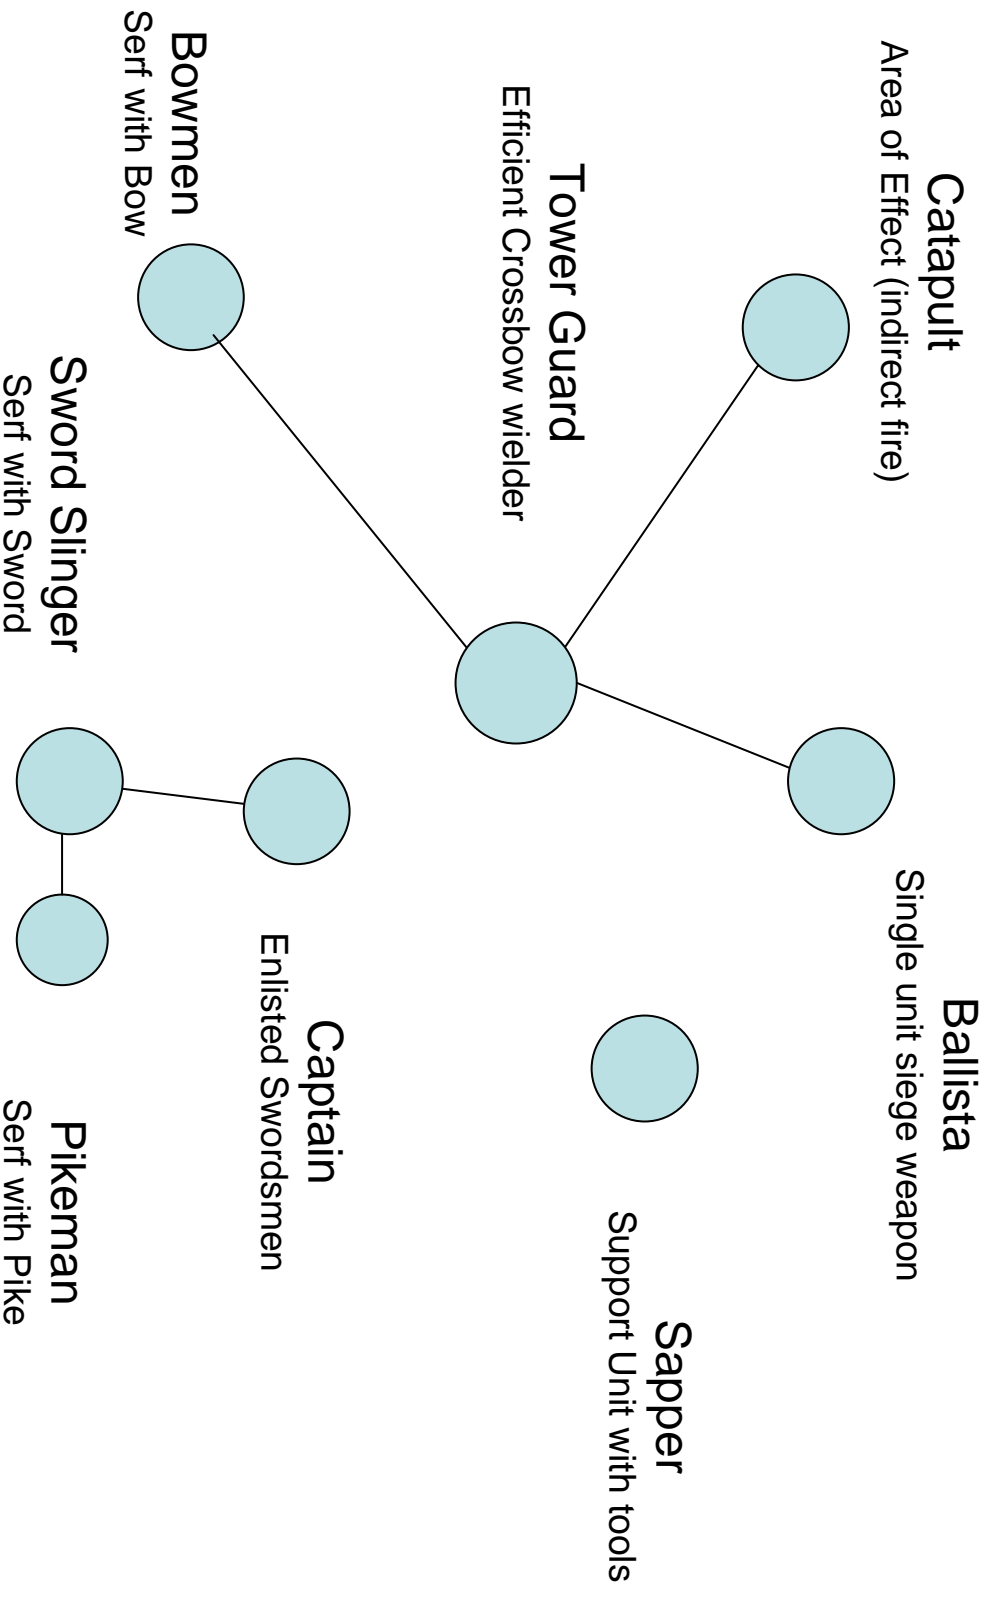 Catapult
Area of Effect (indirect fire)
Ballista
Single unit siege weapon
Sapper
Support Unit with tools
Tower Guard
Efficient Crossbow wielder
Captain
Enlisted Swordsmen
Bowmen
Serf with Bow
Sword Slinger
Serf with Sword
Pikeman
Serf with Pike